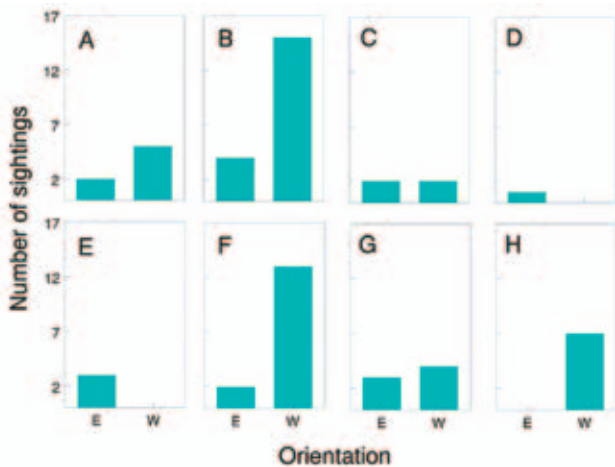 17
12
7
2
A
B
C
D
Number of sightings
17
12
7
2
E
F
G
H
E W E W E W E W
Orientation